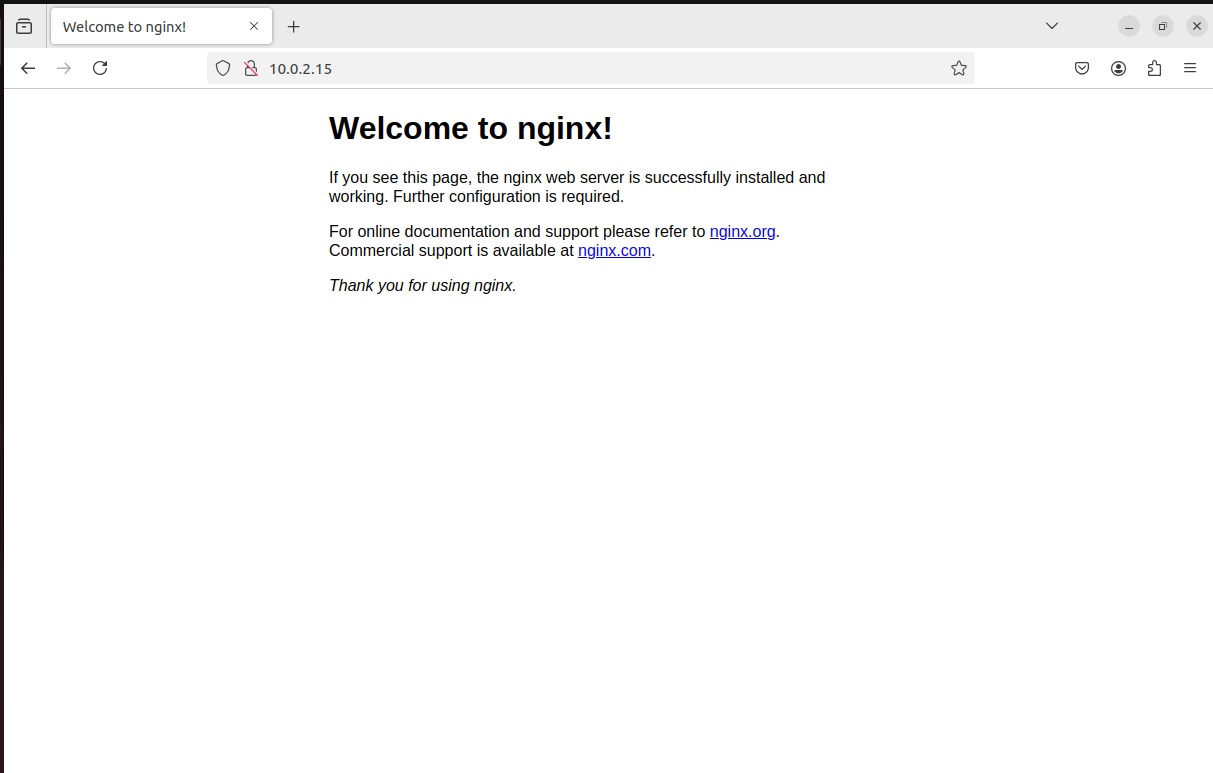 Welcome to nginx!
10.0.2.15
Welcome to nginx!
If you see this page, the nginx web server is successfully installed and
working. Further configuration is required.
For online documentation and support please refer to nginx.org.
Commercial support is available at nginx.com.
Thank you for using nginx.